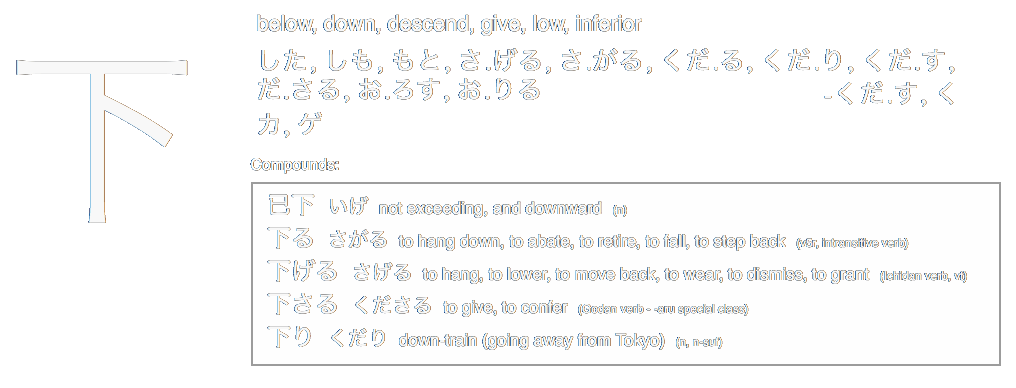 下
below, down, descend, give, low, inferior
した, しも, もと, さ.げる, さ.がる, くだ.る, くだ.り, くだ.す, -くだ.す, く
だ.さる, お.ろす, お.りる
カ, ゲ
Compounds:
已下 いげ not exceeding, and downward (n)
下る さがる to hang down, to abate, to retire, to fall, to step back (v5r, intransitive verb)
下げる さげる to hang, to lower, to move back, to wear, to dismiss, to grant (Ichidan verb, vt)
下さる くださる to give, to confer (Godan verb - -aru special class)
下り くだり down-train (going away from Tokyo) (n, n-suf)